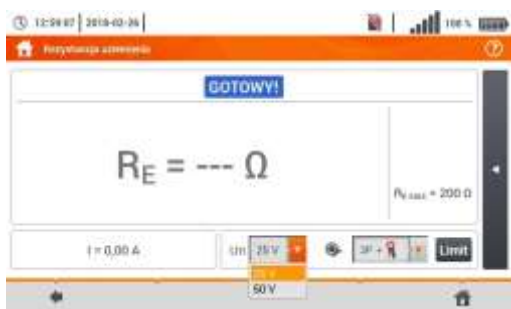 12:59:07 2018-02-26 100 %
Rezystancja uziemienia
GOTOWY!
RE = --- Ω
RE MAX = 200 Ω
I = 0,00 A Un 25 V 3P + Limit
25 V
50 V